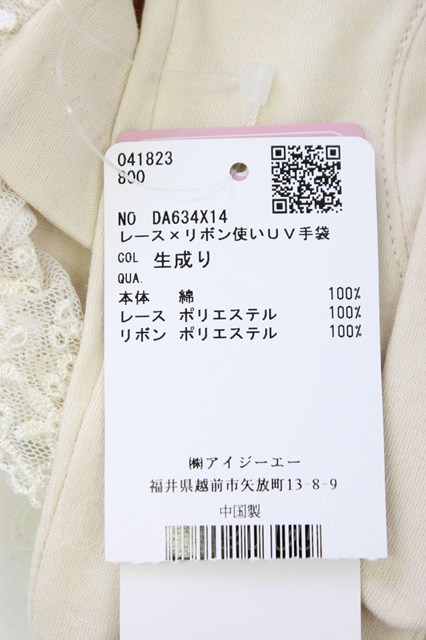 041823
800
NO DA634X14
レース×リボン使いUV手袋
COL 生成り
QUA.
本体 綿 100%
レース ポリエステル 100%
リボン ポリエステル 100%
㈱アイジーエー
福井県越前市矢放町13-8-9
中国製